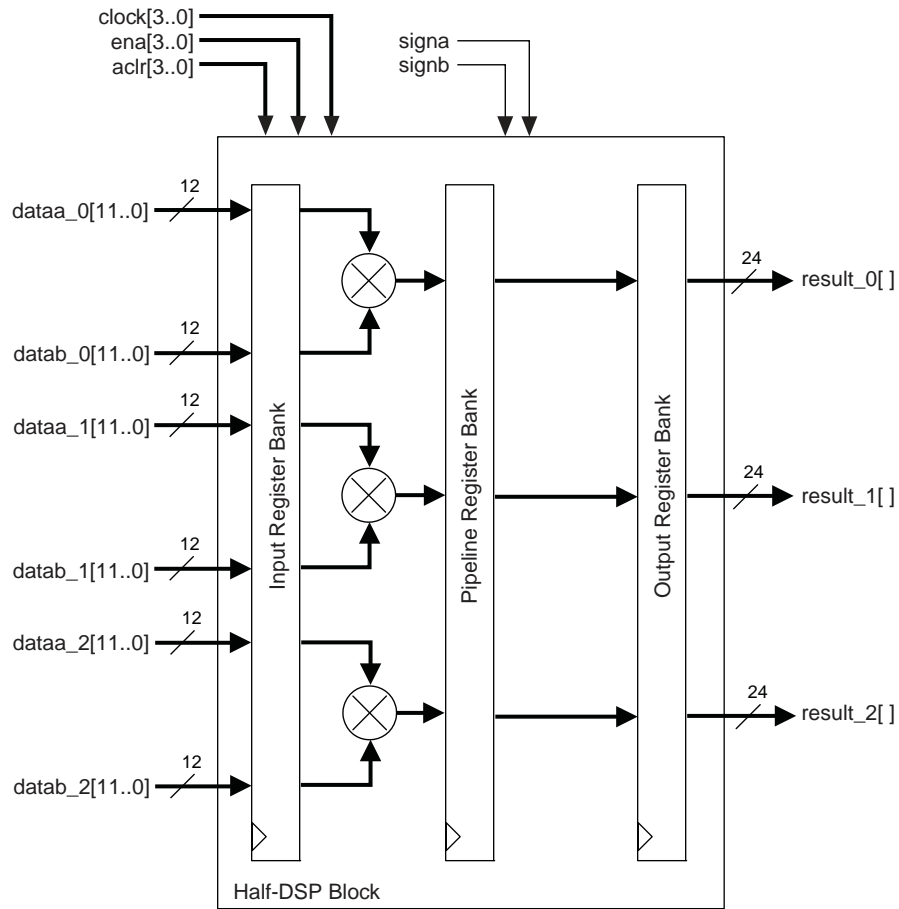 clock[3..0]
ena[3..0]
aclr[3..0]
signa
signb
12
dataa_0[11..0]
12
datab_0[11..0]
12
dataa_1[11..0]
12
datab_1[11..0]
12
dataa_2[11..0]
12
datab_2[11..0]
Input Register Bank
Pipeline Register Bank
Output Register Bank
24
result_0[ ]
24
result_1[ ]
24
result_2[ ]
Half-DSP Block